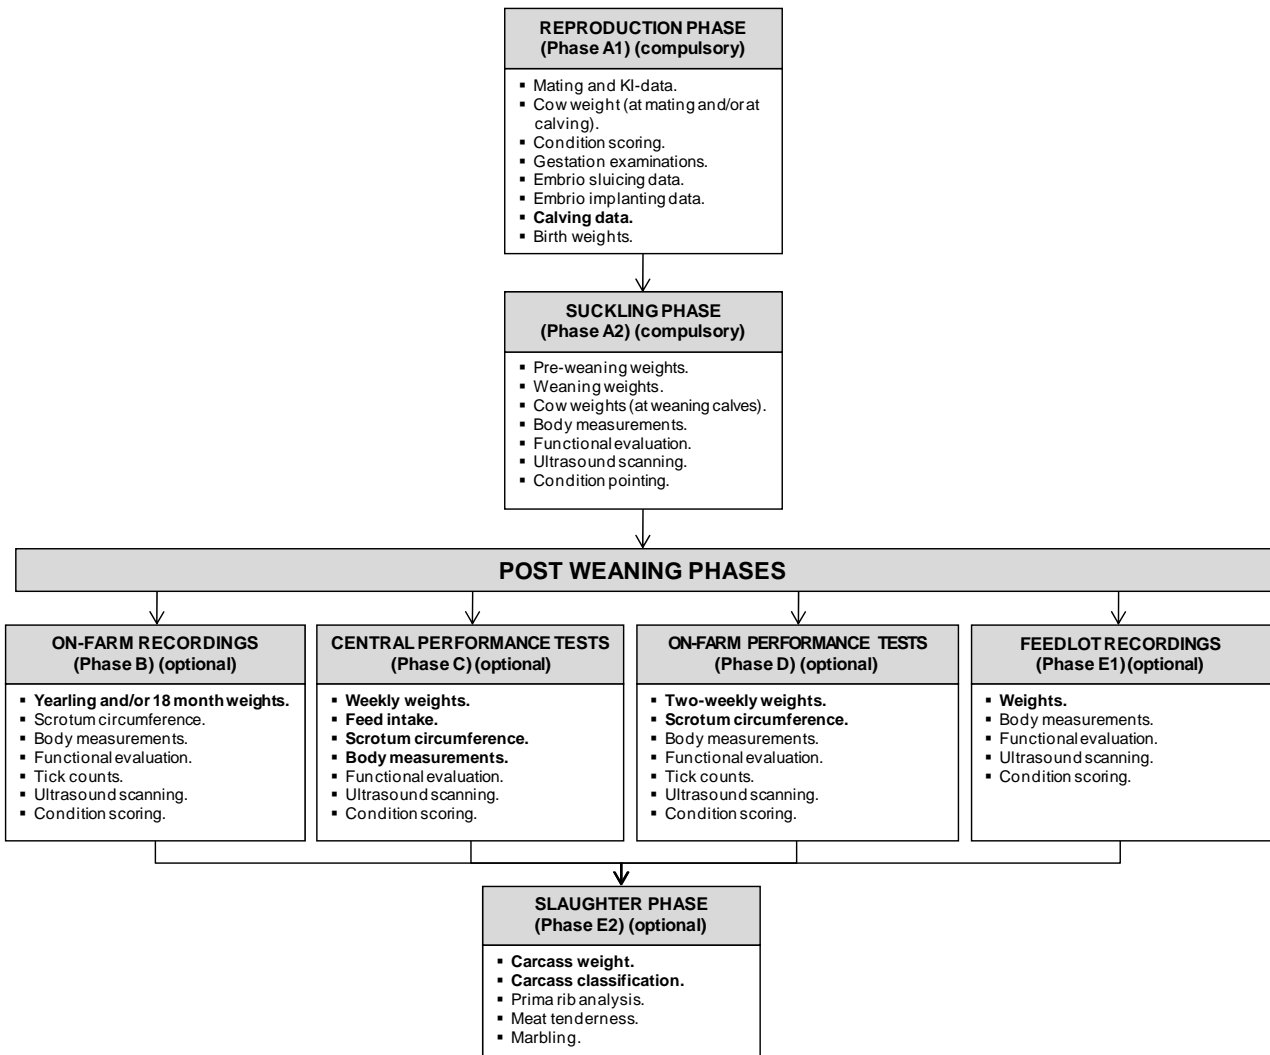 REPRODUCTION PHASE
(Phase A1) (compulsory)
▪ Mating and KI-data.
▪ Cow weight (at mating and/or at
calving).
▪ Condition scoring.
▪ Gestation examinations.
▪ Embrio sluicing data.
▪ Embrio implanting data.
▪ Calving data.
▪ Birth weights.
SUCKLING PHASE
(Phase A2) (compulsory)
▪ Pre-weaning weights.
▪ Weaning weights.
▪ Cow weights (at weaning calves).
▪ Body measurements.
▪ Functional evaluation.
▪ Ultrasound scanning.
▪ Condition pointing.
POST WEANING PHASES
ON-FARM RECORDINGS
(Phase B) (optional)
▪ Yearling and/or 18 month weights.
▪ Scrotum circumference.
▪ Body measurements.
▪ Functional evaluation.
▪ Tick counts.
▪ Ultrasound scanning.
▪ Condition scoring.
CENTRAL PERFORMANCE TESTS
(Phase C) (optional)
▪ Weekly weights.
▪ Feed intake.
▪ Scrotum circumference.
▪ Body measurements.
▪ Functional evaluation.
▪ Ultrasound scanning.
▪ Condition scoring.
ON-FARM PERFORMANCE TESTS
(Phase D) (optional)
▪ Two-weekly weights.
▪ Scrotum circumference.
▪ Body measurements.
▪ Functional evaluation.
▪ Tick counts.
▪ Ultrasound scanning.
▪ Condition scoring.
FEEDLOT RECORDINGS
(Phase E1) (optional)
▪ Weights.
▪ Body measurements.
▪ Functional evaluation.
▪ Ultrasound scanning.
▪ Condition scoring.
SLAUGHTER PHASE
(Phase E2) (optional)
▪ Carcass weight.
▪ Carcass classification.
▪ Prima rib analysis.
▪ Meat tenderness.
▪ Marbling.